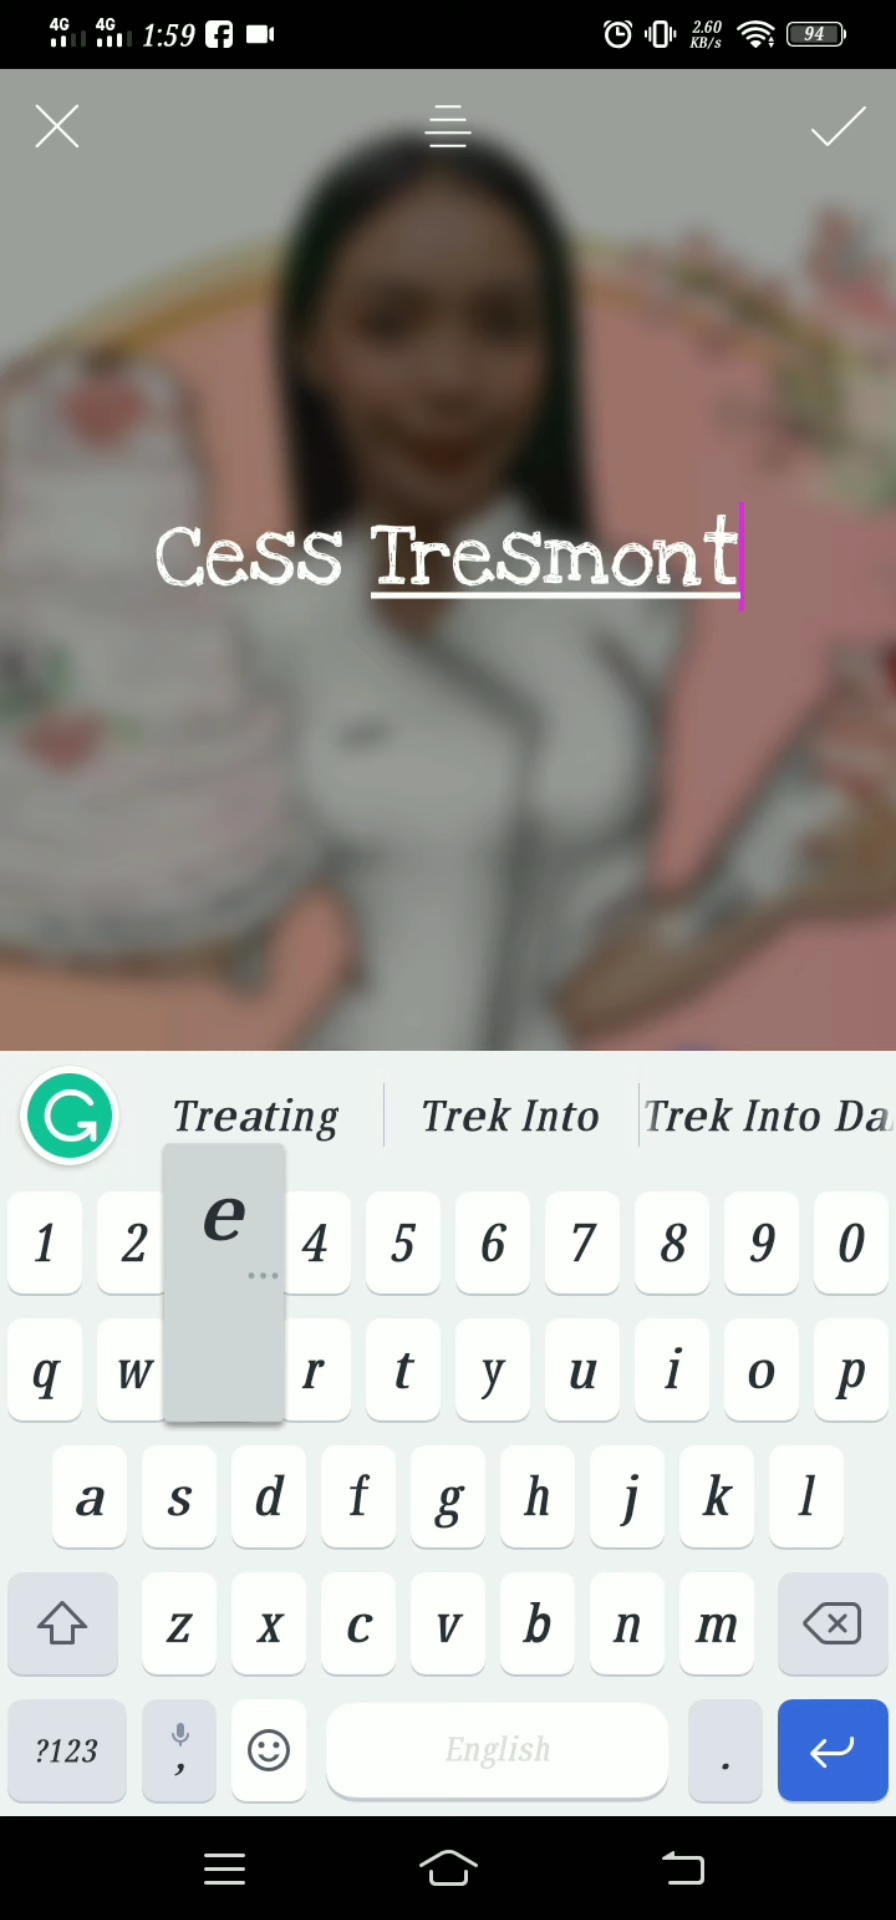 4G 4G 1:59 2.60 KB/s 94
Cess Tresmont
Treating Trek Into Trek Into Da
1 2 e 4 5 6 7 8 9 0
q w r t y u i o p
a s d f g h j k l
z x c v b n m
?123 , English .